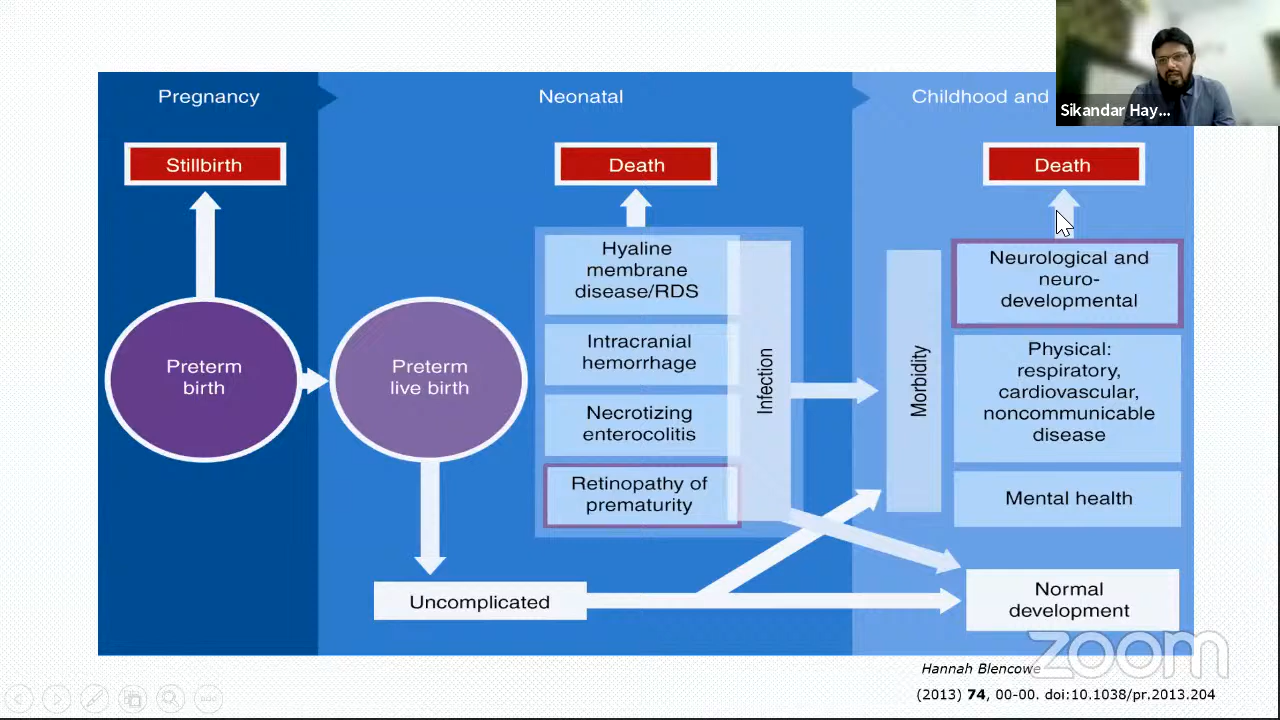 Pregnancy
Neonatal
Childhood and
Sikandar Hay...
Stillbirth
Death
Death
Preterm
birth
Preterm
live birth
Hyaline
membrane
disease/RDS
Intracranial
hemorrhage
Necrotizing
enterocolitis
Retinopathy of
prematurity
Infection
Morbidity
Neurological and
neuro-
developmental
Physical:
respiratory,
cardiovascular,
noncommunicable
disease
Mental health
Uncomplicated
Normal
development
zoom
Hannah Blencowe
(2013) 74, 00-00. doi:10.1038/pr.2013.204